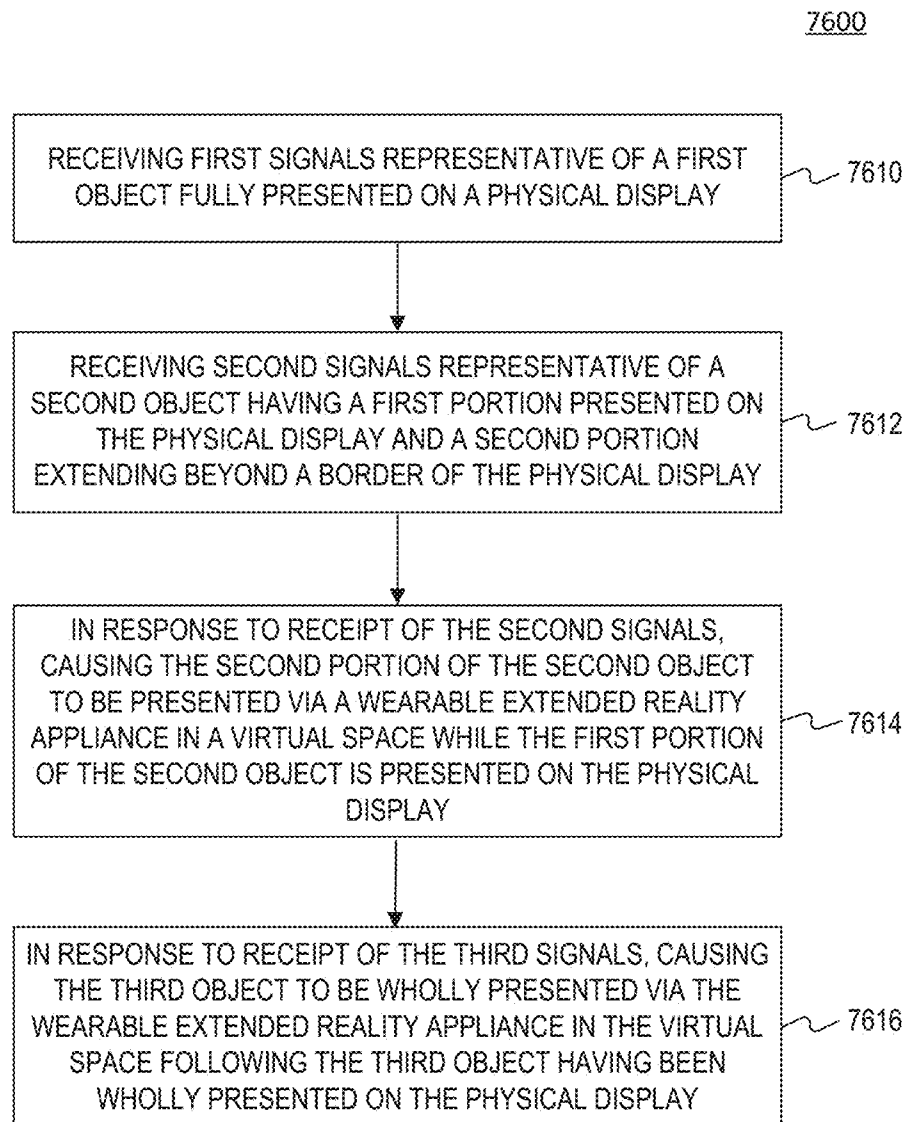 7600
RECEIVING FIRST SIGNALS REPRESENTATIVE OF A FIRST
OBJECT FULLY PRESENTED ON A PHYSICAL DISPLAY
7610
RECEIVING SECOND SIGNALS REPRESENTATIVE OF A
SECOND OBJECT HAVING A FIRST PORTION PRESENTED ON
THE PHYSICAL DISPLAY AND A SECOND PORTION
EXTENDING BEYOND A BORDER OF THE PHYSICAL DISPLAY
7612
IN RESPONSE TO RECEIPT OF THE SECOND SIGNALS,
CAUSING THE SECOND PORTION OF THE SECOND OBJECT
TO BE PRESENTED VIA A WEARABLE EXTENDED REALITY
APPLIANCE IN A VIRTUAL SPACE WHILE THE FIRST PORTION
OF THE SECOND OBJECT IS PRESENTED ON THE PHYSICAL
DISPLAY
7614
IN RESPONSE TO RECEIPT OF THE THIRD SIGNALS, CAUSING
THE THIRD OBJECT TO BE WHOLLY PRESENTED VIA THE
WEARABLE EXTENDED REALITY APPLIANCE IN THE VIRTUAL
SPACE FOLLOWING THE THIRD OBJECT HAVING BEEN
WHOLLY PRESENTED ON THE PHYSICAL DISPLAY
7616